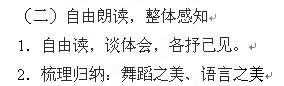 （二）自由朗读，整体感知
1. 自由读，谈体会，各抒己见。
2. 梳理归纳：舞蹈之美、语言之美